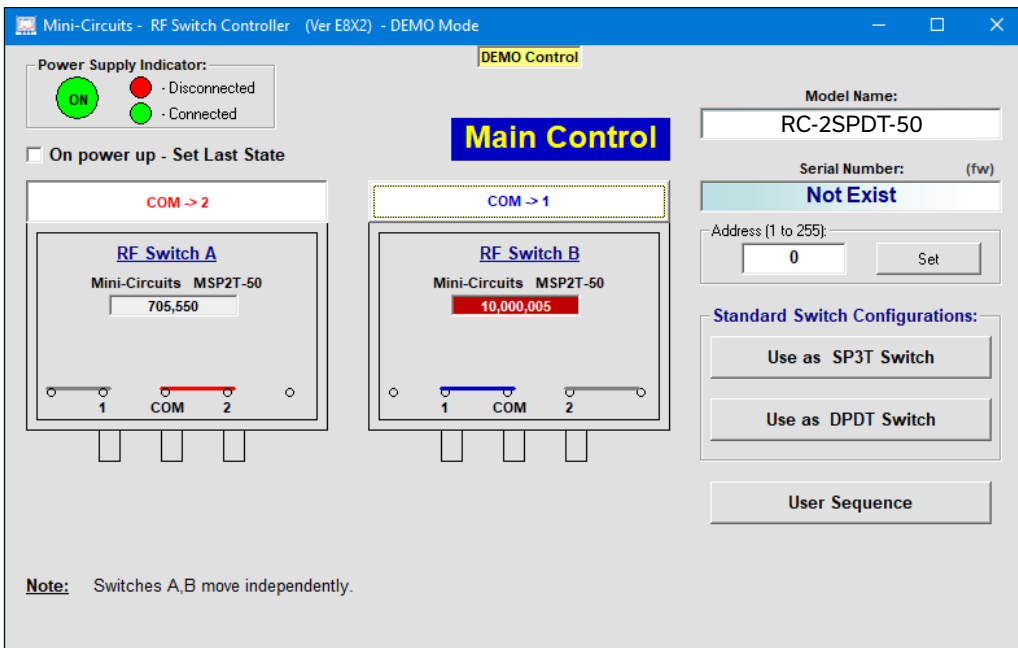 Mini-Circuits - RF Switch Controller (Ver E8X2) - DEMO Mode
DEMO Control
Power Supply Indicator:
ON
- Disconnected
- Connected
On power up - Set Last State
Main Control
Model Name:
RC-2SPDT-50
Serial Number: (fw)
Not Exist
Address (1 to 255):
0 Set
COM -> 2
RF Switch A
Mini-Circuits MSP2T-50
705,550
1 COM 2
COM -> 1
RF Switch B
Mini-Circuits MSP2T-50
10,000,005
1 COM 2
Standard Switch Configurations:
Use as SP3T Switch
Use as DPDT Switch
User Sequence
Note: Switches A,B move independently.